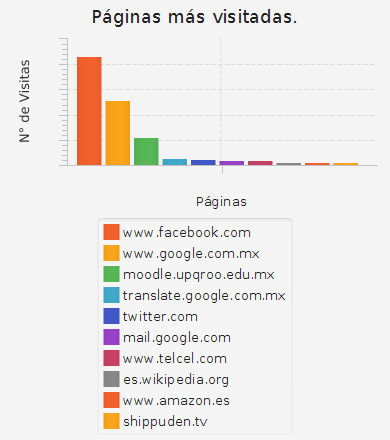 Páginas más visitadas.
N° de Visitas
Páginas
www.facebook.com
www.google.com.mx
moodle.upqroo.edu.mx
translate.google.com.mx
twitter.com
mail.google.com
www.telcel.com
es.wikipedia.org
www.amazon.es
shippuden.tv